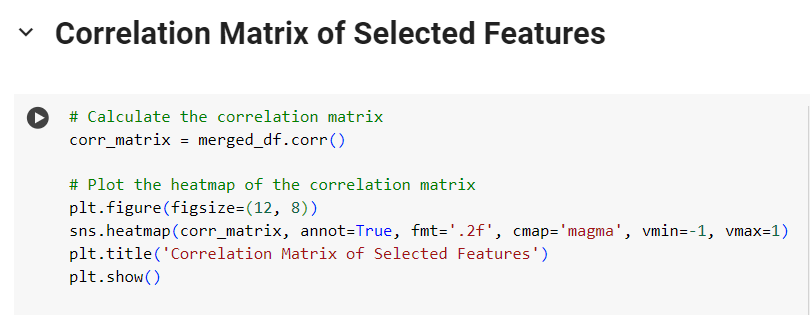 Correlation Matrix of Selected Features
# Calculate the correlation matrix
corr_matrix = merged_df.corr()
# Plot the heatmap of the correlation matrix
plt.figure(figsize=(12, 8))
sns.heatmap(corr_matrix, annot=True, fmt='.2f', cmap='magma', vmin=-1, vmax=1)
plt.title('Correlation Matrix of Selected Features')
plt.show()